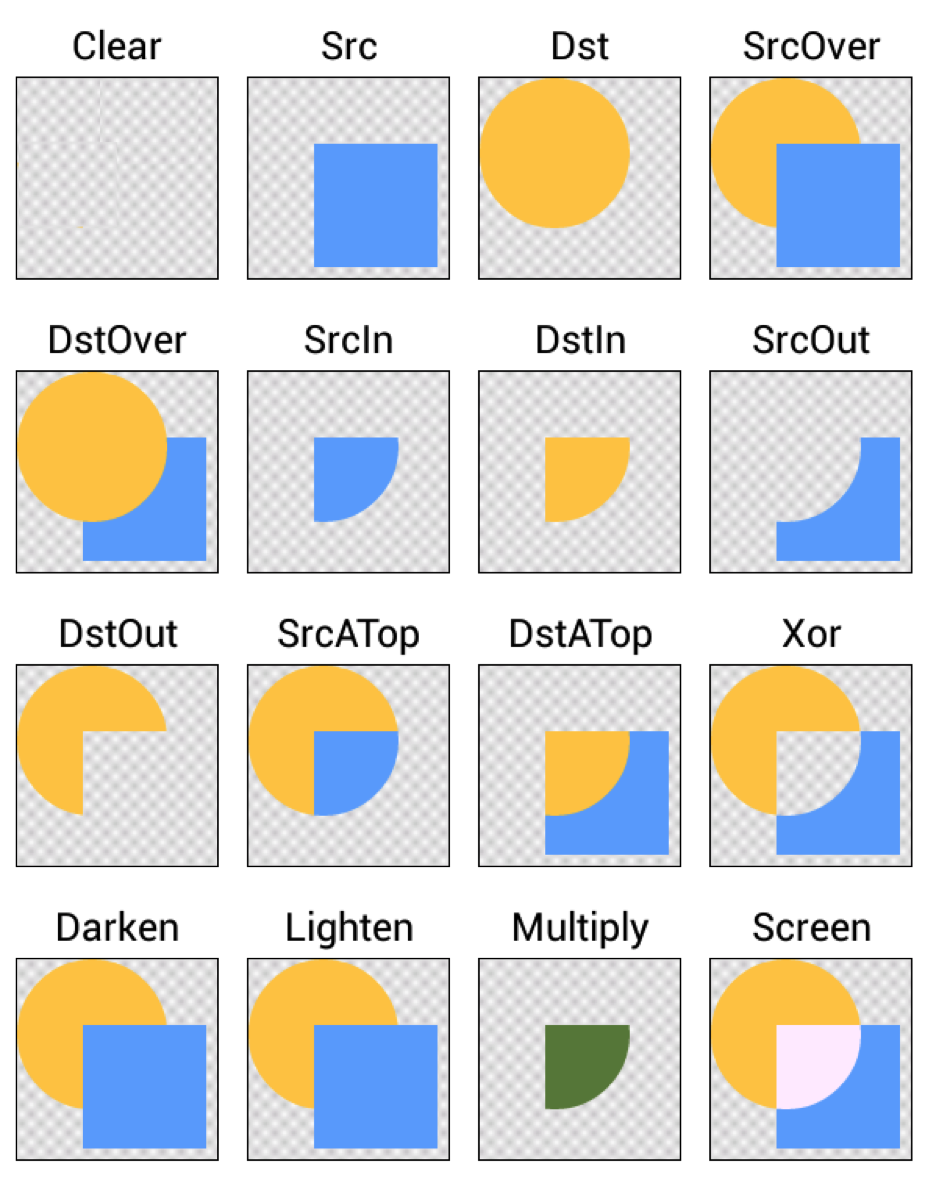 Clear
Src
Dst
SrcOver
DstOver
SrcIn
DstIn
SrcOut
DstOut
SrcATop
DstATop
Xor
Darken
Lighten
Multiply
Screen